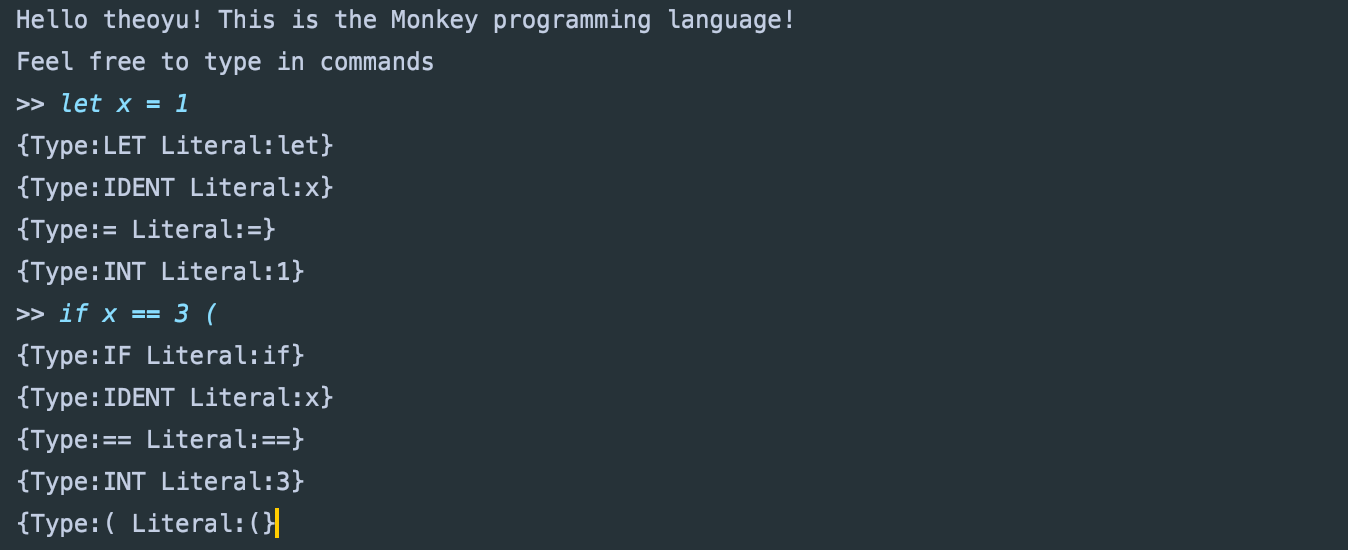 Hello theoyu! This is the Monkey programming language!
Feel free to type in commands
>> let x = 1
{Type:LET Literal:let}
{Type:IDENT Literal:x}
{Type:= Literal:=}
{Type:INT Literal:1}
>> if x == 3 (
{Type:IF Literal:if}
{Type:IDENT Literal:x}
{Type:== Literal:==}
{Type:INT Literal:3}
{Type:( Literal:(}